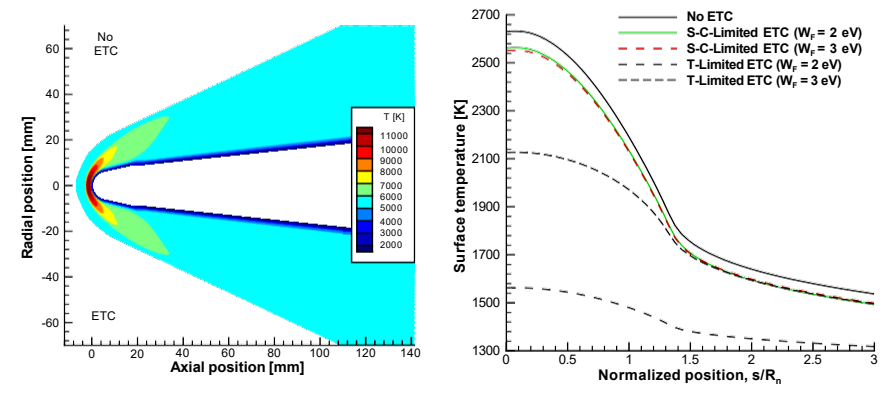 No
ETC
ETC
T [K]
11000
10000
9000
8000
7000
6000
5000
4000
3000
2000
60
40
20
0
-20
-40
-60
Radial position [mm]
0 20 40 60 80 100 120 140
Axial position [mm]
No ETC
S-C-Limited ETC (W_F = 2 eV)
S-C-Limited ETC (W_F = 3 eV)
T-Limited ETC (W_F = 2 eV)
T-Limited ETC (W_F = 3 eV)
2700
2500
2300
2100
1900
1700
1500
1300
Surface temperature [K]
0 0.5 1 1.5 2 2.5 3
Normalized position, s/R_n